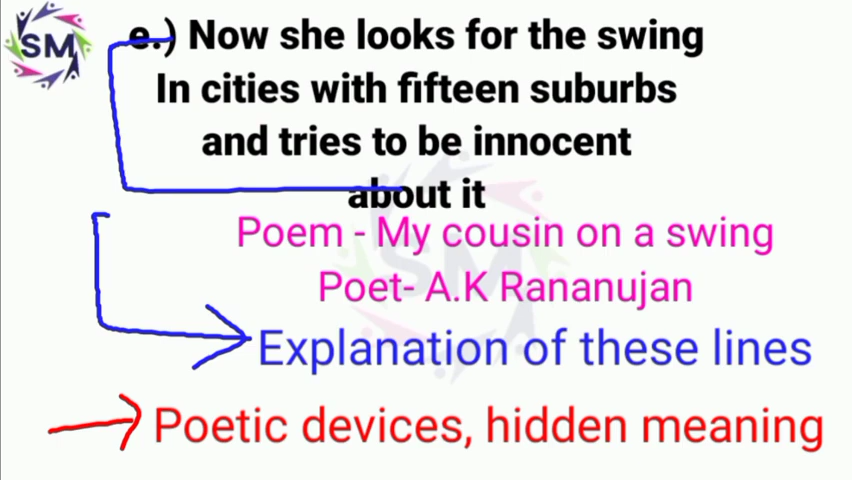 SM
e.) Now she looks for the swing
In cities with fifteen suburbs
and tries to be innocent
about it
Poem - My cousin on a swing
Poet- A.K Rananujan
Explanation of these lines
Poetic devices, hidden meaning